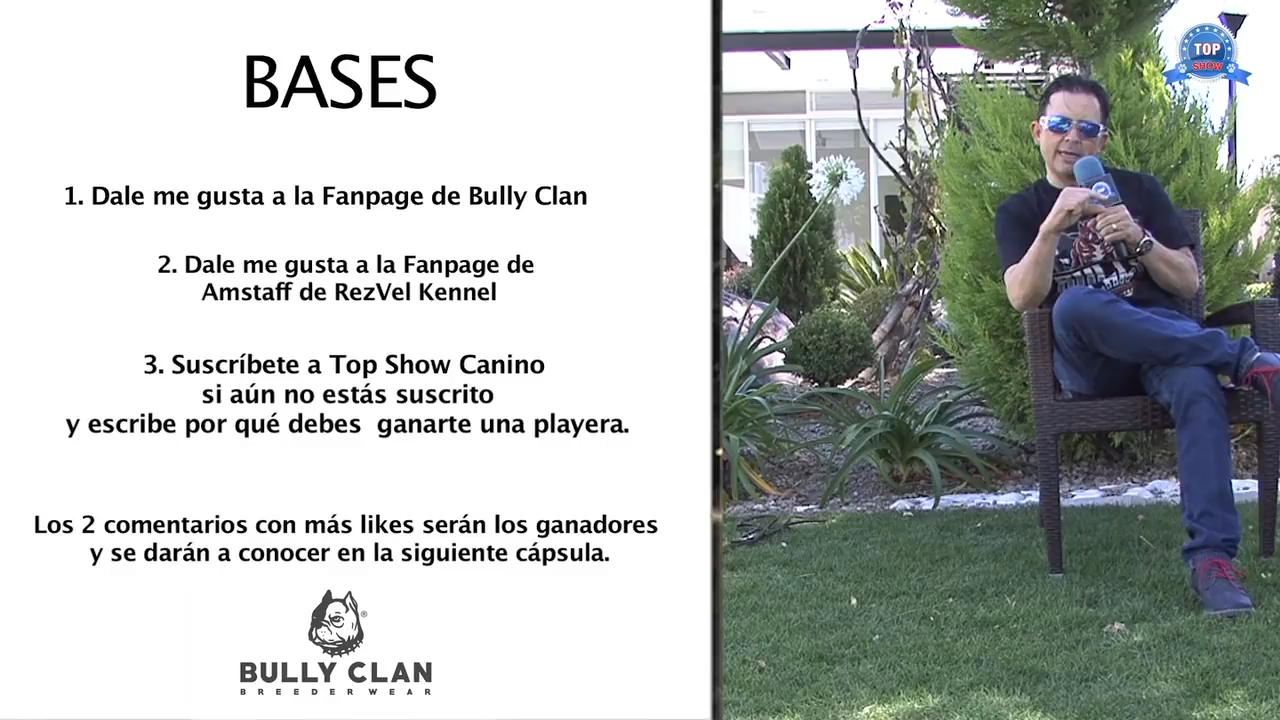 BASES
1. Dale me gusta a la Fanpage de Bully Clan
2. Dale me gusta a la Fanpage de
Amstaff de RezVel Kennel
3. Suscríbete a Top Show Canino
si aún no estás suscrito
y escribe por qué debes  ganarte una playera.
Los 2 comentarios con más likes serán los ganadores
y se darán a conocer en la siguiente cápsula.
BULLY CLAN
BREEDER WEAR
TOP
SHOW